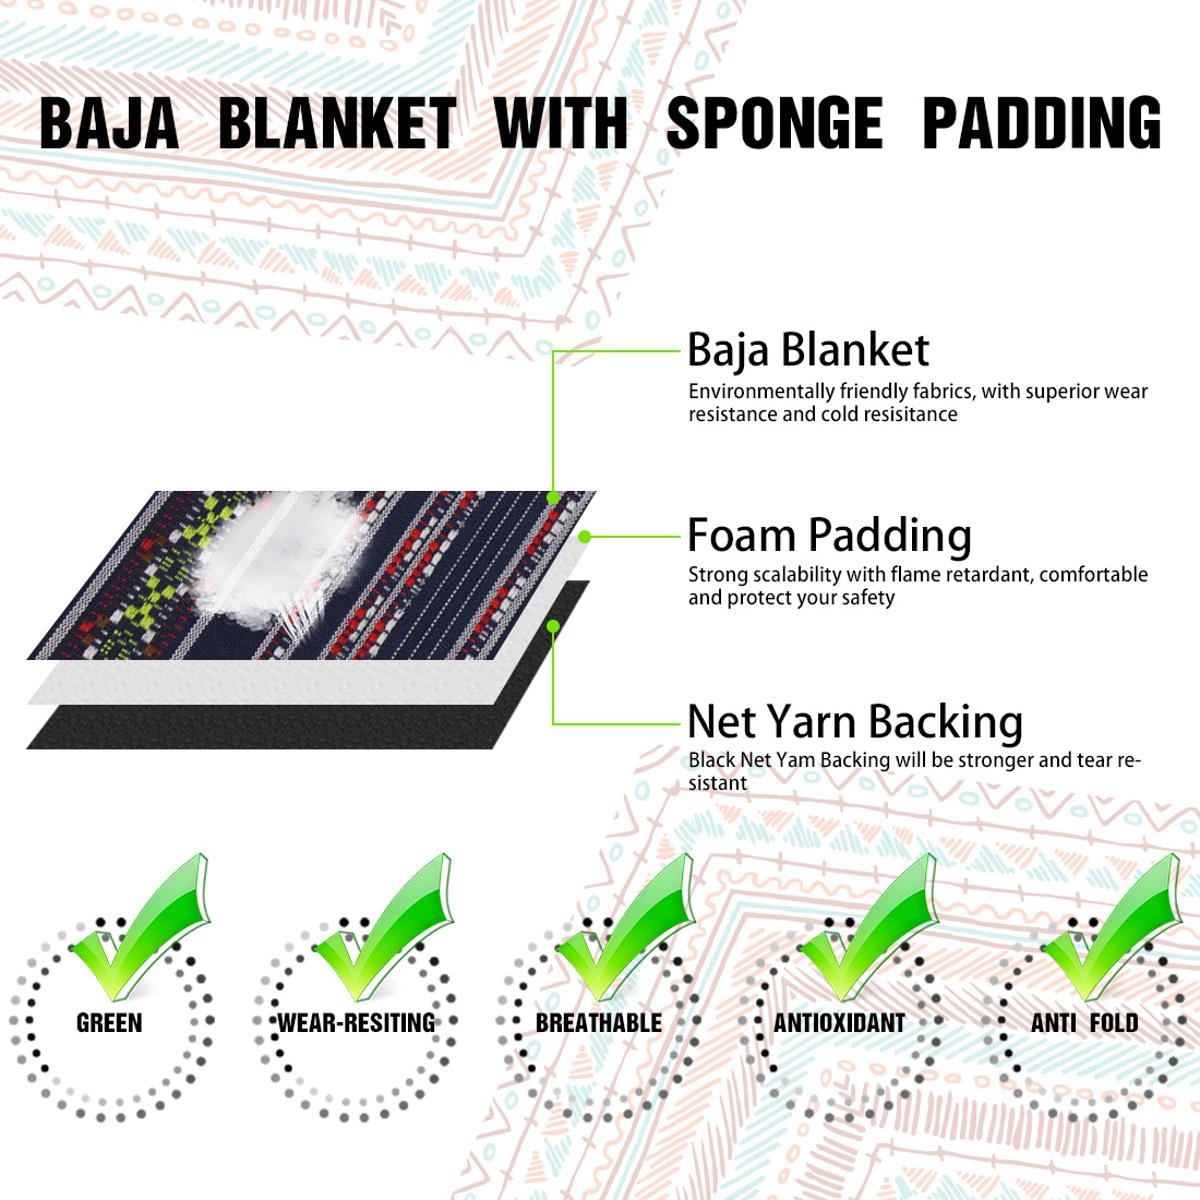 BAJA BLANKET WITH SPONGE PADDING
Baja Blanket
Environmentally friendly fabrics, with superior wear
resistance and cold resisitance
Foam Padding
Strong scalability with flame retardant, comfortable
and protect your safety
Net Yarn Backing
Black Net Yam Backing will be stronger and tear re-
sistant
GREEN
WEAR-RESITING
BREATHABLE
ANTIOXIDANT
ANTI FOLD